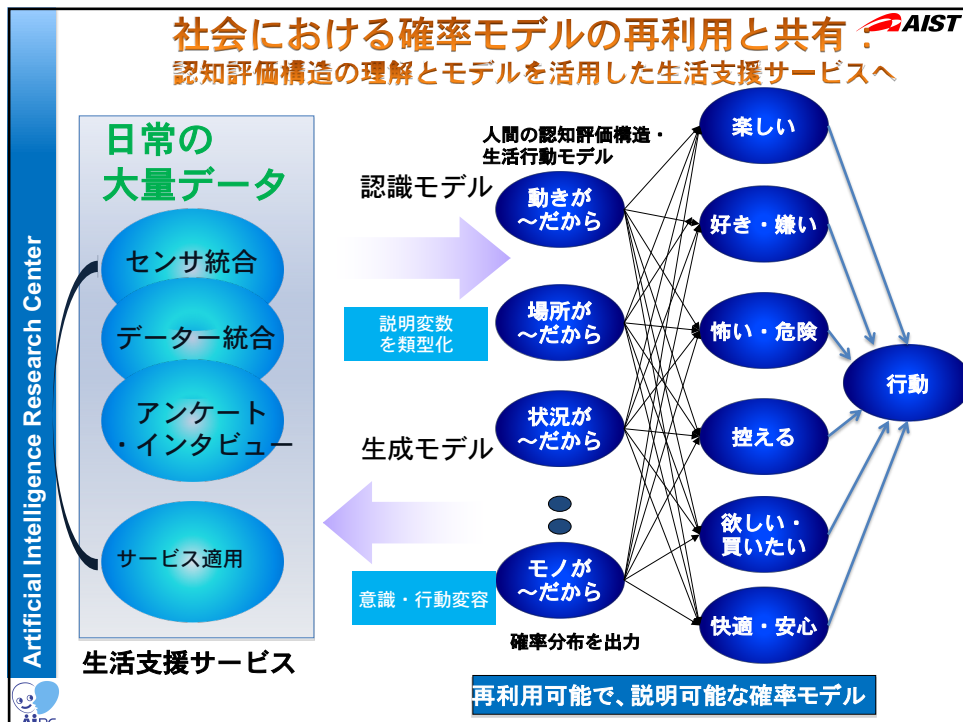 社会における確率モデルの再利用と共有：
認知評価構造の理解とモデルを活用した生活支援サービスへ
AIST
Artificial Intelligence Research Center
日常の
大量データ
センサ統合
データー統合
アンケート
・インタビュー
サービス適用
生活支援サービス
認識モデル
説明変数
を類型化
生成モデル
意識・行動変容
人間の認知評価構造・
生活行動モデル
動きが
～だから
場所が
～だから
状況が
～だから
モノが
～だから
確率分布を出力
楽しい
好き・嫌い
怖い・危険
控える
欲しい・
買いたい
快適・安心
行動
再利用可能で、説明可能な確率モデル